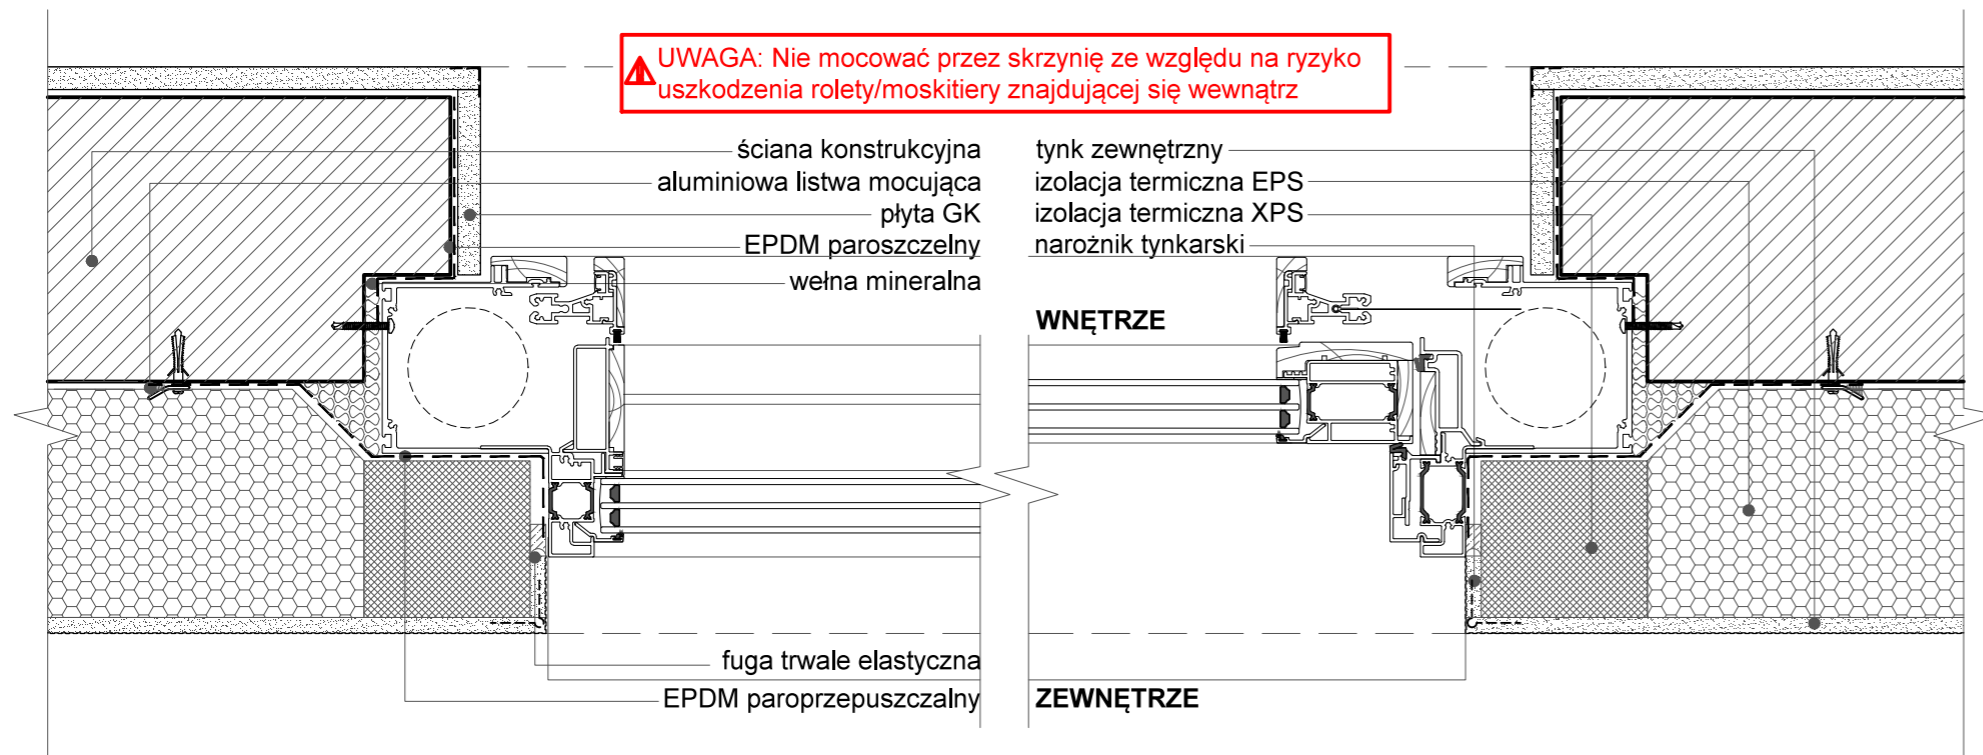 UWAGA: Nie mocować przez skrzynię ze względu na ryzyko
uszkodzenia rolety/moskitiery znajdującej się wewnątrz
ściana konstrukcyjna
aluminiowa listwa mocująca
płyta GK
EPDM paroszczelny
wełna mineralna
tynk zewnętrzny
izolacja termiczna EPS
izolacja termiczna XPS
narożnik tynkarski
WNĘTRZE
fuga trwale elastyczna
EPDM paroprzepuszczalny
ZEWNĘTRZE